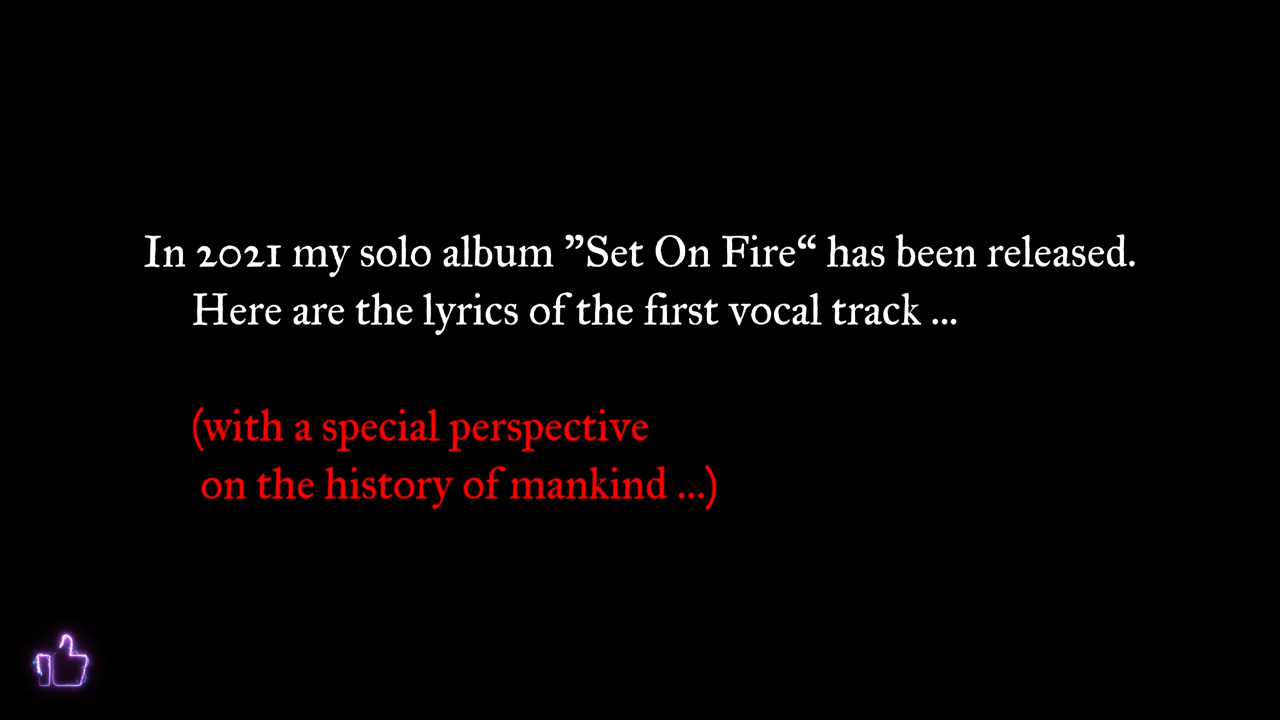 In 2021 my solo album ”Set On Fire“ has been released.
Here are the lyrics of the first vocal track ...
(with a special perspective
on the history of mankind ...)